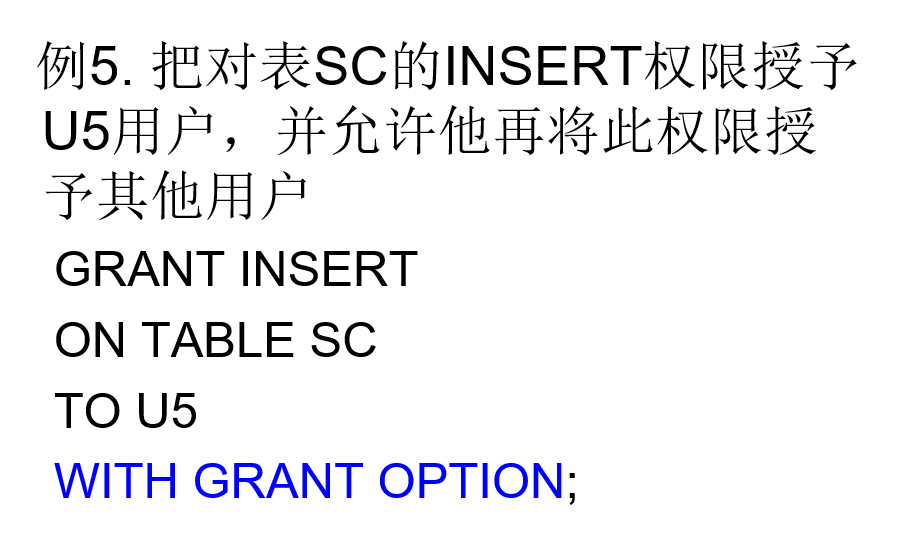 例5. 把对表SC的INSERT权限授予
U5用户，并允许他再将此权限授
予其他用户
GRANT INSERT
ON TABLE SC
TO U5
WITH GRANT OPTION;